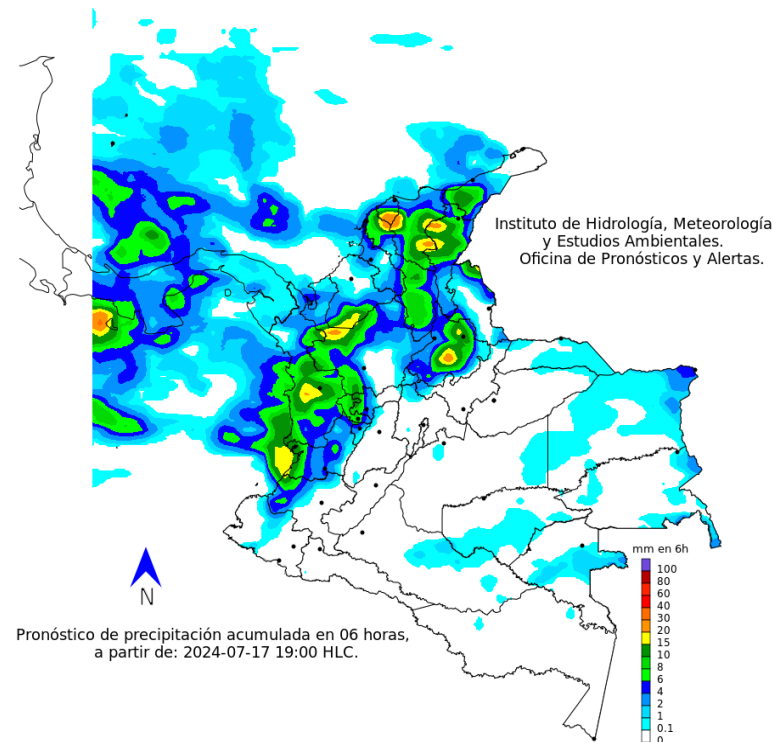 Instituto de Hidrología, Meteorología
y Estudios Ambientales.
Oficina de Pronósticos y Alertas.
mm en 6h
100
80
60
40
30
20
15
10
8
6
4
2
1
0.1
0
N
Pronóstico de precipitación acumulada en 06 horas,
a partir de: 2024-07-17 19:00 HLC.